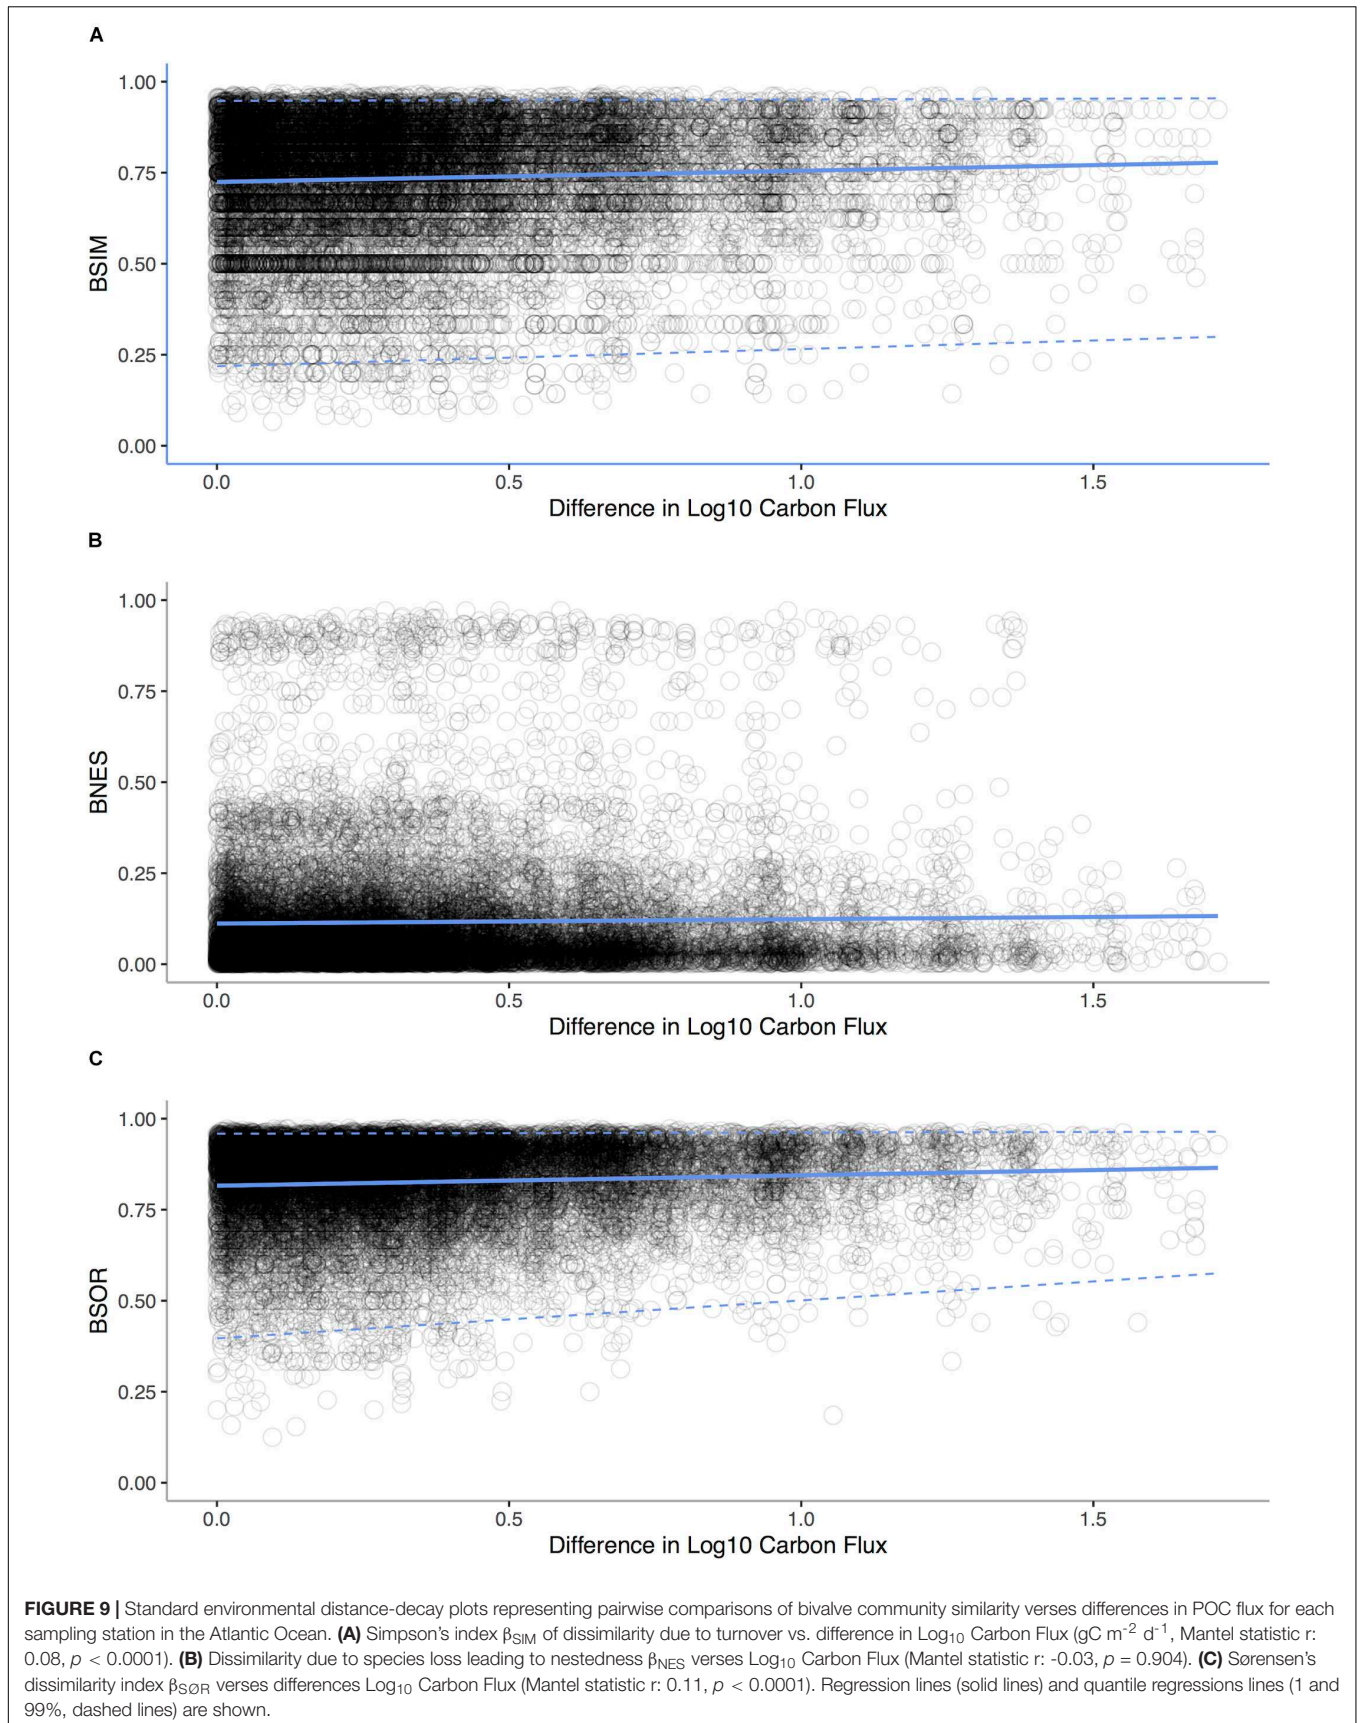 A
1.00
0.75
0.50
0.25
0.00
BSIM
0.0 0.5 1.0 1.5
Difference in Log10 Carbon Flux
B
1.00
0.75
0.50
0.25
0.00
BNES
0.0 0.5 1.0 1.5
Difference in Log10 Carbon Flux
C
1.00
0.75
0.50
0.25
0.00
BSOR
0.0 0.5 1.0 1.5
Difference in Log10 Carbon Flux
FIGURE 9 | Standard environmental distance-decay plots representing pairwise comparisons of bivalve community similarity verses differences in POC flux for each
sampling station in the Atlantic Ocean. (A) Simpson's index βSIM of dissimilarity due to turnover vs. difference in Log10 Carbon Flux (gC m-2 d-1, Mantel statistic r:
0.08, p < 0.0001). (B) Dissimilarity due to species loss leading to nestedness βNES verses Log10 Carbon Flux (Mantel statistic r: -0.03, p = 0.904). (C) Sørensen's
dissimilarity index βSØR verses differences Log10 Carbon Flux (Mantel statistic r: 0.11, p < 0.0001). Regression lines (solid lines) and quantile regressions lines (1 and
99%, dashed lines) are shown.